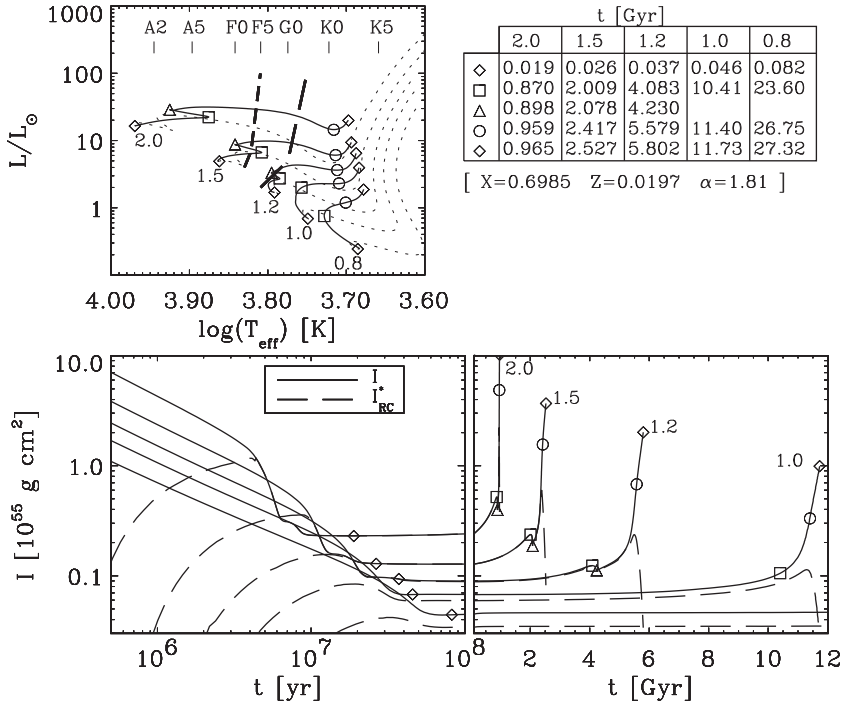 1000
100
10
1
L/L⊙
A2 A5 F0 F5 G0 K0 K5
2.0
1.5
1.2
1.0
0.8
4.00 3.90 3.80 3.70 3.60
log(T_eff) [K]
t [Gyr]
2.0 1.5 1.2 1.0 0.8
◇ 0.019 0.026 0.037 0.046 0.082
□ 0.870 2.009 4.083 10.41 23.60
△ 0.898 2.078 4.230
○ 0.959 2.417 5.579 11.40 26.75
◇ 0.965 2.527 5.802 11.73 27.32
[ X=0.6985 Z=0.0197 α=1.81 ]
10.0
1.0
0.1
I [10^55 g cm^2]
I_*
I_RC
10^6 10^7 10^8
t [yr]
2.0
1.5
1.2
1.0
2 4 6 8 10 12
t [Gyr]